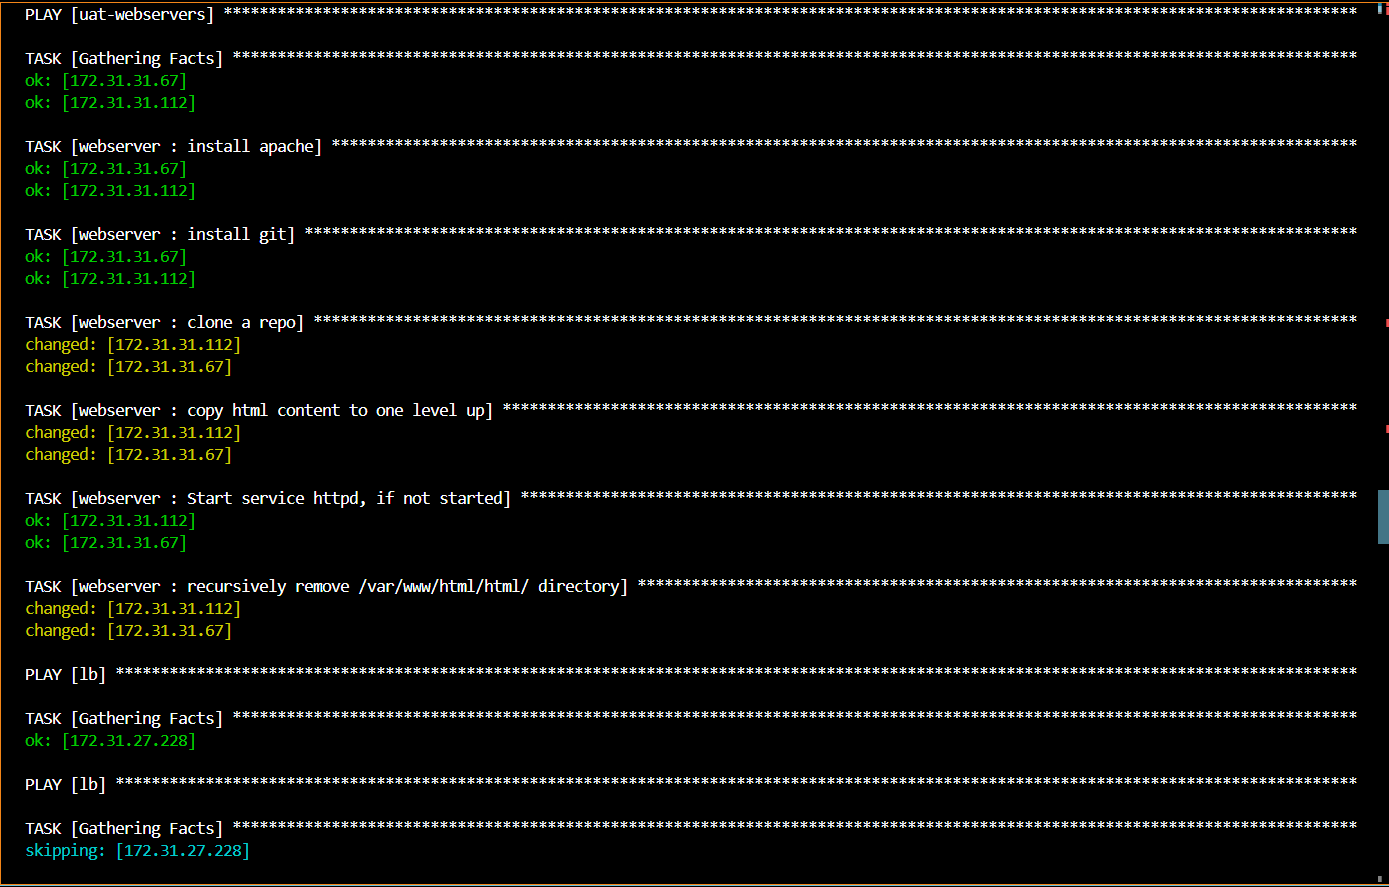 PLAY [uat-webservers] ******************************************************************************************************************************
TASK [Gathering Facts] *****************************************************************************************************************************
ok: [172.31.31.67]
ok: [172.31.31.112]
TASK [webserver : install apache] ******************************************************************************************************************
ok: [172.31.31.67]
ok: [172.31.31.112]
TASK [webserver : install git] *********************************************************************************************************************
ok: [172.31.31.67]
ok: [172.31.31.112]
TASK [webserver : clone a repo] ********************************************************************************************************************
changed: [172.31.31.112]
changed: [172.31.31.67]
TASK [webserver : copy html content to one level up] ***********************************************************************************************
changed: [172.31.31.112]
changed: [172.31.31.67]
TASK [webserver : Start service httpd, if not started] *********************************************************************************************
ok: [172.31.31.112]
ok: [172.31.31.67]
TASK [webserver : recursively remove /var/www/html/html/ directory] ********************************************************************************
changed: [172.31.31.112]
changed: [172.31.31.67]
PLAY [lb] ******************************************************************************************************************************************
TASK [Gathering Facts] *****************************************************************************************************************************
ok: [172.31.27.228]
PLAY [lb] ******************************************************************************************************************************************
TASK [Gathering Facts] *****************************************************************************************************************************
skipping: [172.31.27.228]